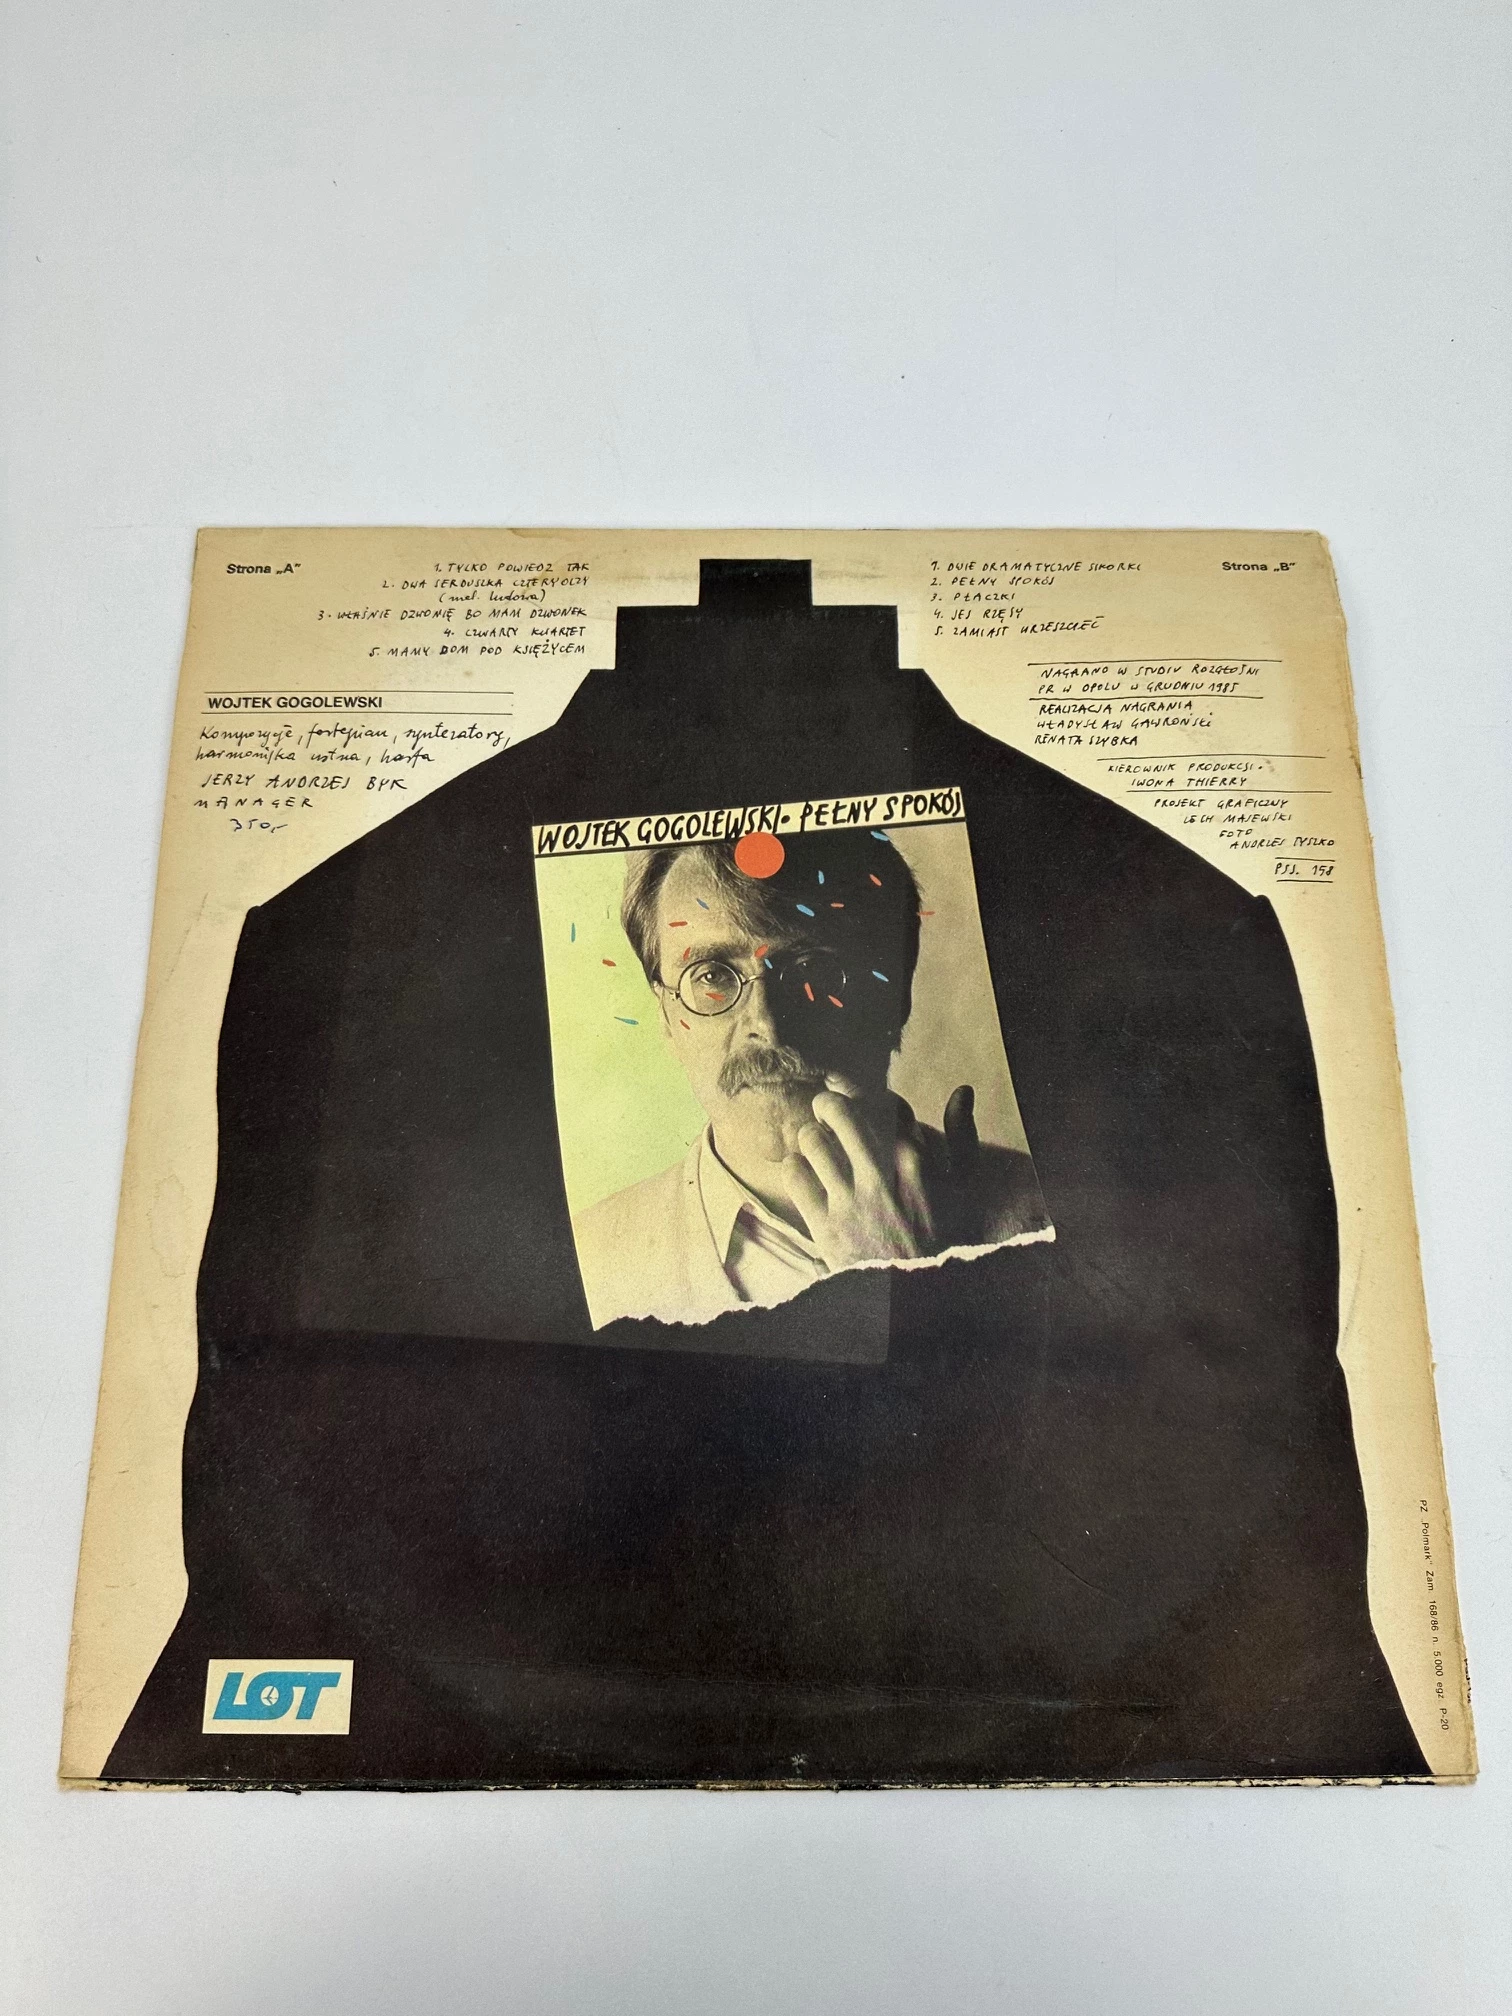 Strona „A"
1. TYLKO POWIEDZ TAK
2. DWA SERDUSZKA CZTERY OCZY
(mel. ludowa)
3. WŁAŚNIE DZWONIĘ BO MAM DZWONEK
4. CZWARTY KWARTET
5. MAMY DOM POD KSIĘŻYCEM
WOJTEK GOGOLEWSKI
Kompozycje, fortepian, syntezatory,
harmonijka ustna, harfa
JERZY ANDRZEJ BYK
MANAGER
350,-
Strona „B"
1. DWIE DRAMATYCZNE SIKORKI
2. PEŁNY SPOKÓJ
3. PŁACZKI
4. JEJ RZĘSY
5. ZAMIAST WRZESZCZEĆ
NAGRANO W STUDIU ROZGŁOŚNI
PR W OPOLU W GRUDNIU 1985
REALIZACJA NAGRANIA
WŁADYSŁAW GAWROŃSKI
RENATA SZYBKA
KIEROWNIK PRODUKCJI.
IWONA THIERRY
PROJEKT GRAFICZNY
LECH MAJEWSKI
FOTO
ANDRZEJ TYSZKO
PSJ. 158
WOJTEK GOGOLEWSKI • PEŁNY SPOKÓJ
LOT
PZ „Polmark" Zam. 168/86 n. 5.000 egz. P-20